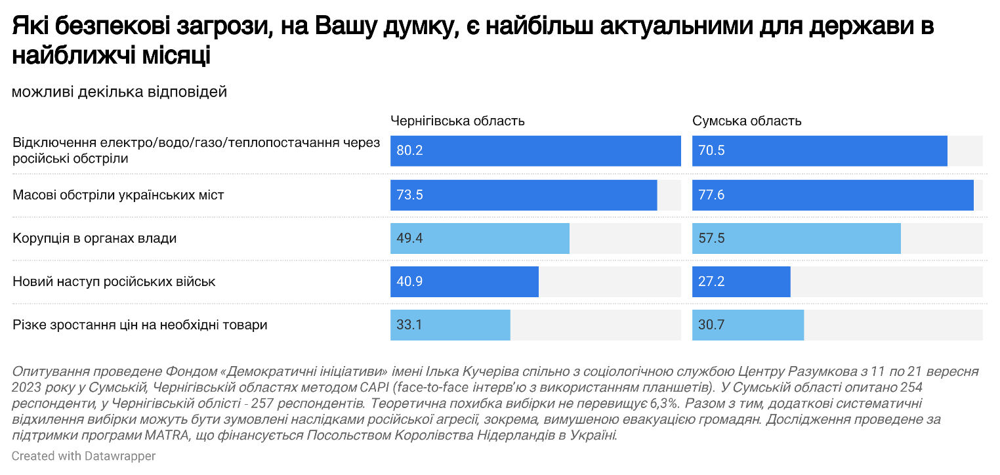 Які безпекові загрози, на Вашу думку, є найбільш актуальними для держави в
найближчі місяці
можливі декілька відповідей
Чернігівська область
Сумська область
Відключення електро/водо/газо/теплопостачання через
російські обстріли
80.2
70.5
Масові обстріли українських міст
73.5
77.6
Корупція в органах влади
49.4
57.5
Новий наступ російських військ
40.9
27.2
Різке зростання цін на необхідні товари
33.1
30.7
Опитування проведене Фондом «Демократичні ініціативи» імені Ілька Кучеріва спільно з соціологічною службою Центру Разумкова з 11 по 21 вересня
2023 року у Сумській, Чернігівській областях методом CAPI (face-to-face інтерв’ю з використанням планшетів). У Сумській області опитано 254
респонденти, у Чернігівській облісті - 257 респондентів. Теоретична похибка вибірки не перевищує 6,3%. Разом з тим, додаткові систематичні
відхилення вибірки можуть бути зумовлені наслідками російської агресії, зокрема, вимушеною евакуацією громадян. Дослідження проведене за
підтримки програми MATRA, що фінансується Посольством Королівства Нідерландів в Україні.
Created with Datawrapper